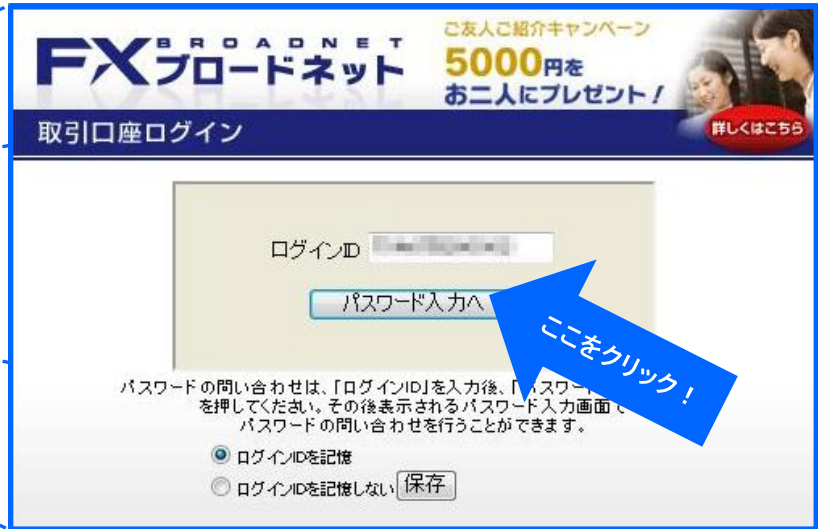 BROADNET
FXブロードネット
ご友人ご紹介キャンペーン
5000円を
お二人にプレゼント!
詳しくはこちら
取引口座ログイン
ログインID
パスワード入力へ
ここをクリック!
パスワードの問い合わせは、「ログインID」を入力後、「パスワー
を押してください。その後表示されるパスワード入力画面で
パスワードの問い合わせを行うことができます。
ログインIDを記憶
ログインIDを記憶しない 保存